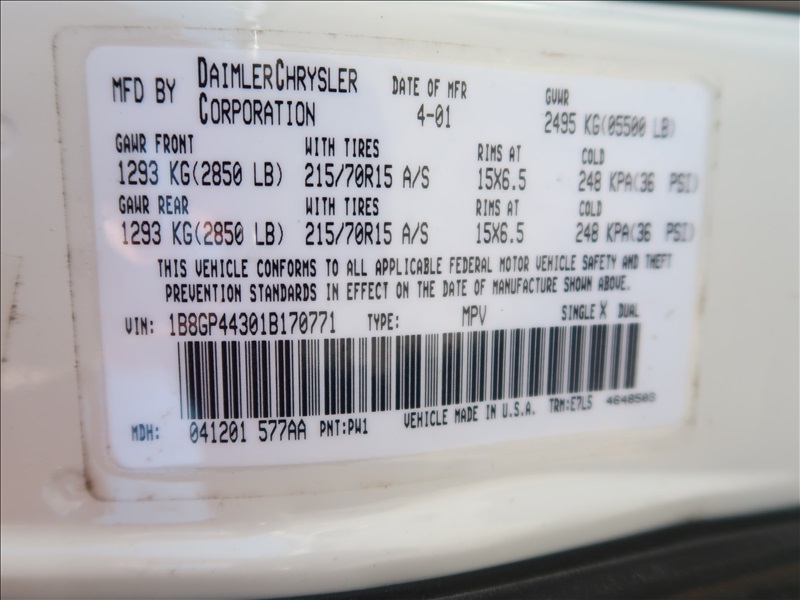 MFD BY DAIMLERCHRYSLER CORPORATION DATE OF MFR 4-01 GVWR 2495 KG(05500 LB)
GAWR FRONT WITH TIRES RIMS AT COLD
1293 KG(2850 LB) 215/70R15 A/S 15X6.5 248 KPA(36 PSI)
GAWR REAR WITH TIRES RIMS AT COLD
1293 KG(2850 LB) 215/70R15 A/S 15X6.5 248 KPA(36 PSI)
THIS VEHICLE CONFORMS TO ALL APPLICABLE FEDERAL MOTOR VEHICLE SAFETY AND THEFT
PREVENTION STANDARDS IN EFFECT ON THE DATE OF MANUFACTURE SHOWN ABOVE.
VIN: 1B8GP44301B170771 TYPE: MPV SINGLE X DUAL
MDH: 041201 577AA PNT:PW1 VEHICLE MADE IN U.S.A. TRM:E7L5